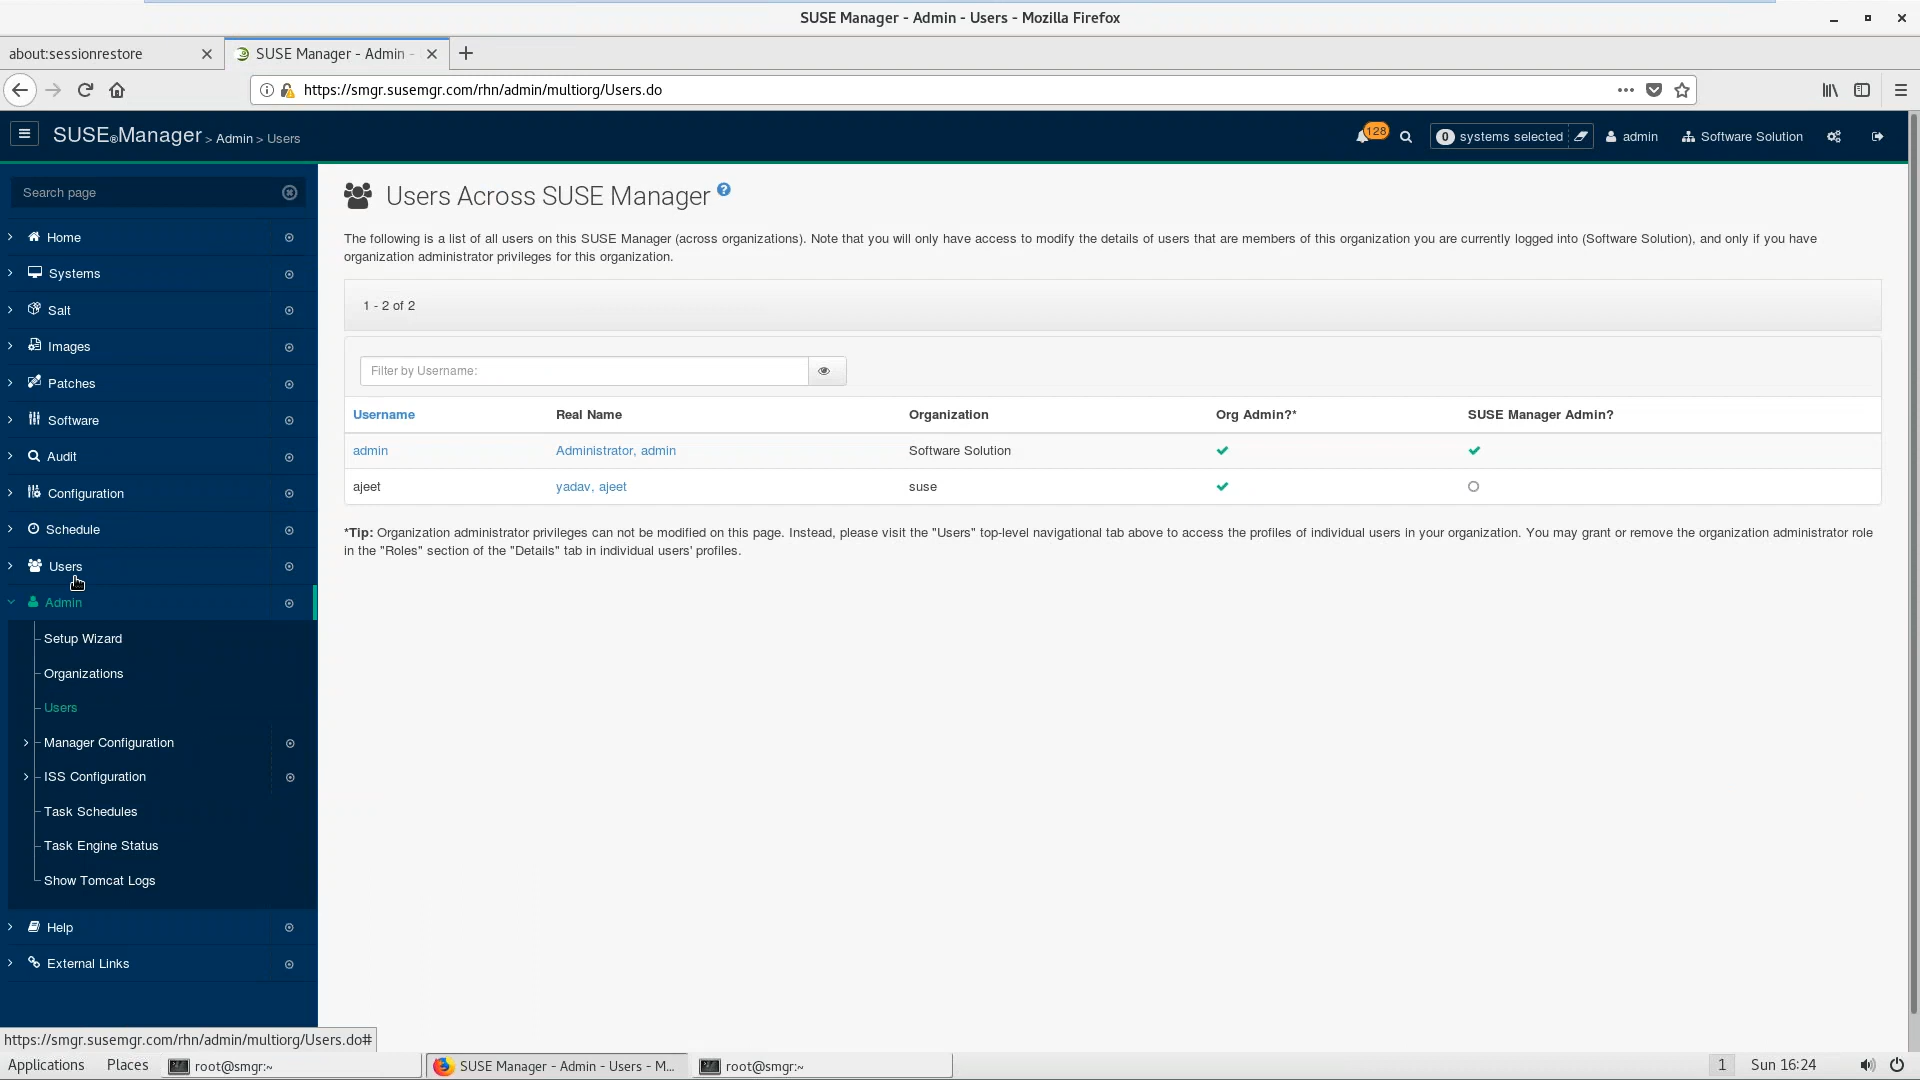 SUSE Manager - Admin - Users - Mozilla Firefox
about:sessionrestore
SUSE Manager - Admin -
https://smgr.susemgr.com/rhn/admin/multiorg/Users.do
SUSE®Manager > Admin > Users
128
0 systems selected
admin
Software Solution
Search page
Home
Systems
Salt
Images
Patches
Software
Audit
Configuration
Schedule
Users
Admin
Setup Wizard
Organizations
Users
Manager Configuration
ISS Configuration
Task Schedules
Task Engine Status
Show Tomcat Logs
Help
External Links
Users Across SUSE Manager ?
The following is a list of all users on this SUSE Manager (across organizations). Note that you will only have access to modify the details of users that are members of this organization you are currently logged into (Software Solution), and only if you have
organization administrator privileges for this organization.
1 - 2 of 2
Filter by Username:
Username Real Name Organization Org Admin?* SUSE Manager Admin?
admin Administrator, admin Software Solution
ajeet yadav, ajeet suse
*Tip: Organization administrator privileges can not be modified on this page. Instead, please visit the "Users" top-level navigational tab above to access the profiles of individual users in your organization. You may grant or remove the organization administrator role
in the "Roles" section of the "Details" tab in individual users' profiles.
https://smgr.susemgr.com/rhn/admin/multiorg/Users.do#
Applications Places root@smgr:~ SUSE Manager - Admin - Users - M... root@smgr:~ 1 Sun 16:24